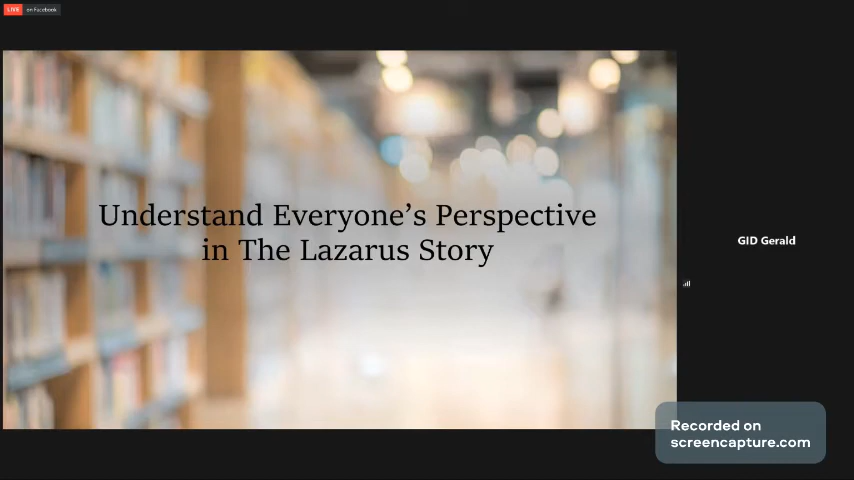 LIVE on Facebook
Understand Everyone’s Perspective
in The Lazarus Story
GID Gerald
Recorded on
screencapture.com